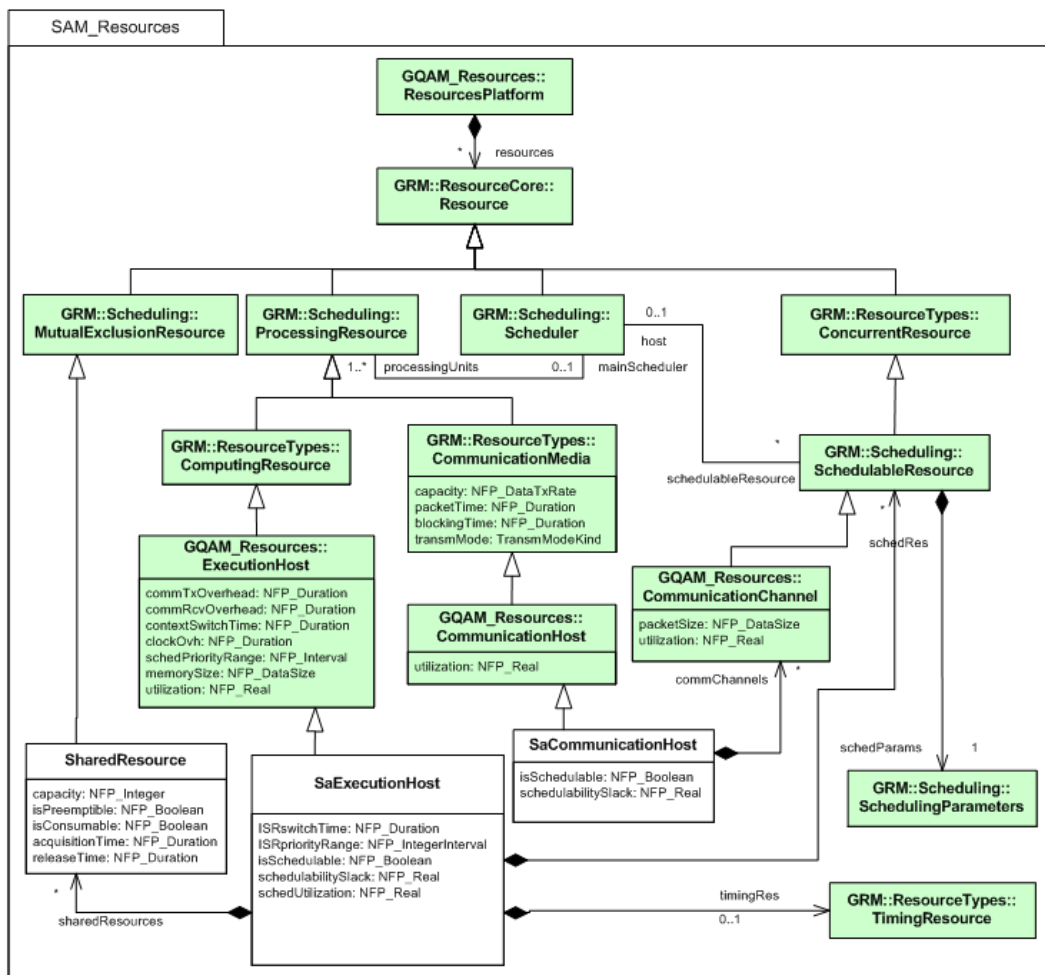 SAM_Resources
GQAM_Resources::
ResourcesPlatform
*
resources
GRM::ResourceCore::
Resource
GRM::Scheduling::
MutualExclusionResource
GRM::Scheduling::
ProcessingResource
GRM::Scheduling::
Scheduler
GRM::ResourceTypes::
ConcurrentResource
0..1
host
1..*
processingUnits
0..1
mainScheduler
GRM::ResourceTypes::
ComputingResource
GRM::ResourceTypes::
CommunicationMedia
capacity: NFP_DataTxRate
packetTime: NFP_Duration
blockingTime: NFP_Duration
transmMode: TransmModeKind
*
schedulableResource
GRM::Scheduling::
SchedulableResource
*
schedRes
GQAM_Resources::
ExecutionHost
commTxOverhead: NFP_Duration
commRcvOverhead: NFP_Duration
contextSwitchTime: NFP_Duration
clockOvh: NFP_Duration
schedPriorityRange: NFP_Interval
memorySize: NFP_DataSize
utilization: NFP_Real
GQAM_Resources::
CommunicationHost
utilization: NFP_Real
GQAM_Resources::
CommunicationChannel
packetSize: NFP_DataSize
utilization: NFP_Real
commChannels
*
SharedResource
capacity: NFP_Integer
isPreemptible: NFP_Boolean
isConsumable: NFP_Boolean
acquisitionTime: NFP_Duration
releaseTime: NFP_Duration
SaExecutionHost
ISRswitchTime: NFP_Duration
ISRpriorityRange: NFP_IntegerInterval
isSchedulable: NFP_Boolean
schedulabilitySlack: NFP_Real
schedUtilization: NFP_Real
SaCommunicationHost
isSchedulable: NFP_Boolean
schedulabilitySlack: NFP_Real
schedParams
1
GRM::Scheduling::
SchedulingParameters
*
sharedResources
timingRes
0..1
GRM::ResourceTypes::
TimingResource